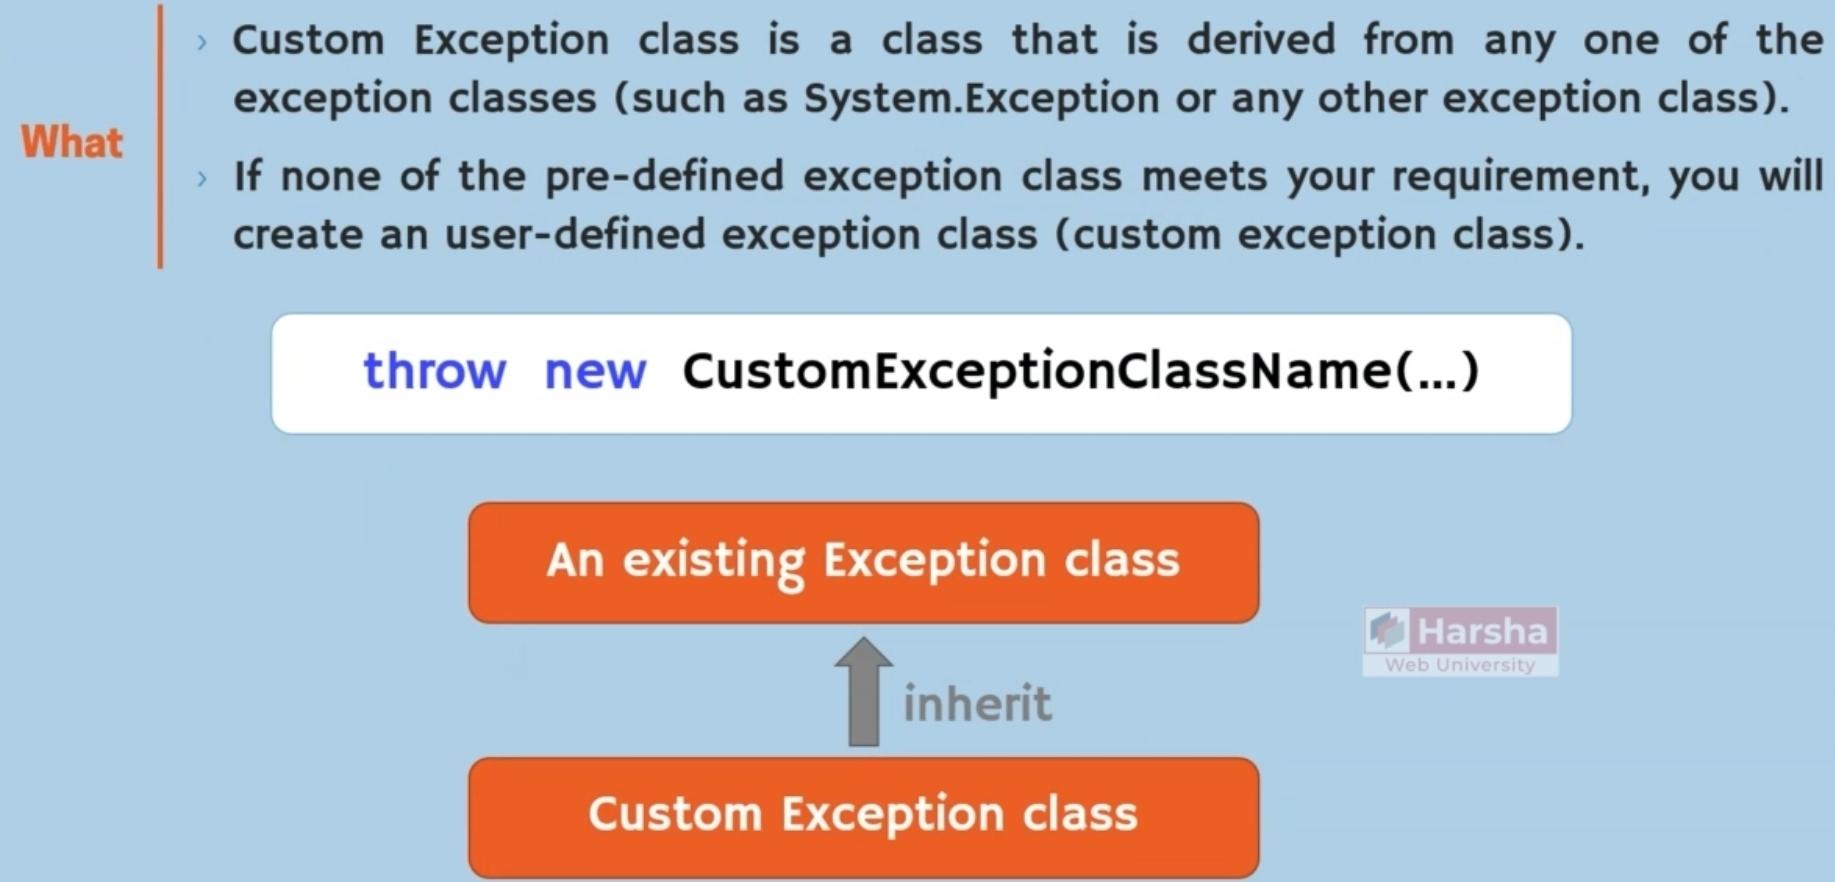 What
› Custom Exception class is a class that is derived from any one of the
exception classes (such as System.Exception or any other exception class).
› If none of the pre-defined exception class meets your requirement, you will
create an user-defined exception class (custom exception class).
throw new CustomExceptionClassName(...)
An existing Exception class
inherit
Harsha
Web University
Custom Exception class